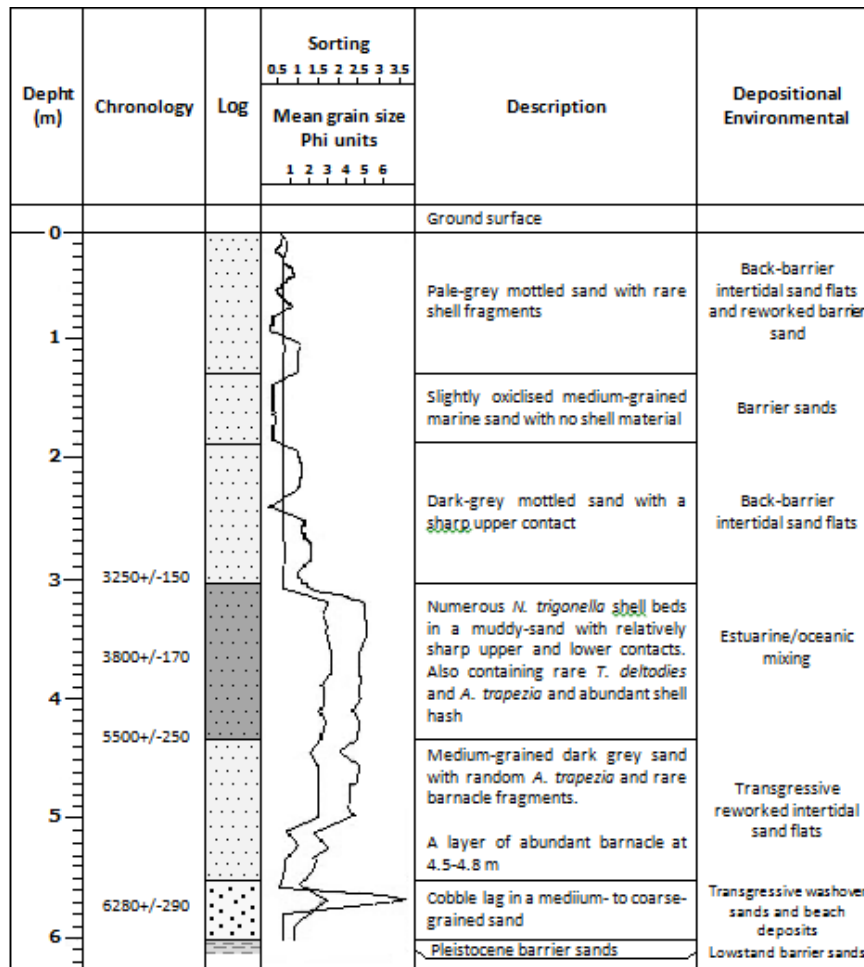 Depht
(m)
Chronology
Log
Sorting
0.5 1 1.5 2 2.5 3 3.5
Mean grain size
Phi units
1 2 3 4 5 6
Description
Depositional
Environmental
Ground surface
0
Pale-grey mottled sand with rare
shell fragments
Back-barrier
intertidal sand flats
and reworked barrier
sand
1
Slightly oxiclised medium-grained
marine sand with no shell material
Barrier sands
2
Dark-grey mottled sand with a
sharp upper contact
Back-barrier
intertidal sand flats
3250+/-150
3
Numerous N. trigonella shell beds
in a muddy-sand with relatively
sharp upper and lower contacts.
Also containing rare T. deltodies
and A. trapezia and abundant shell
hash
Estuarine/oceanic
mixing
3800+/-170
4
5500+/-250
Medium-grained dark grey sand
with random A. trapezia and rare
barnacle fragments.
A layer of abundant barnacle at
4.5-4.8 m
Transgressive
reworked intertidal
sand flats
5
6280+/-290
Cobble lag in a mediium- to coarse-
grained sand
Transgressive washover
sands and beach
deposits
6
Pleistocene barrier sands
Lowstand barrier sands